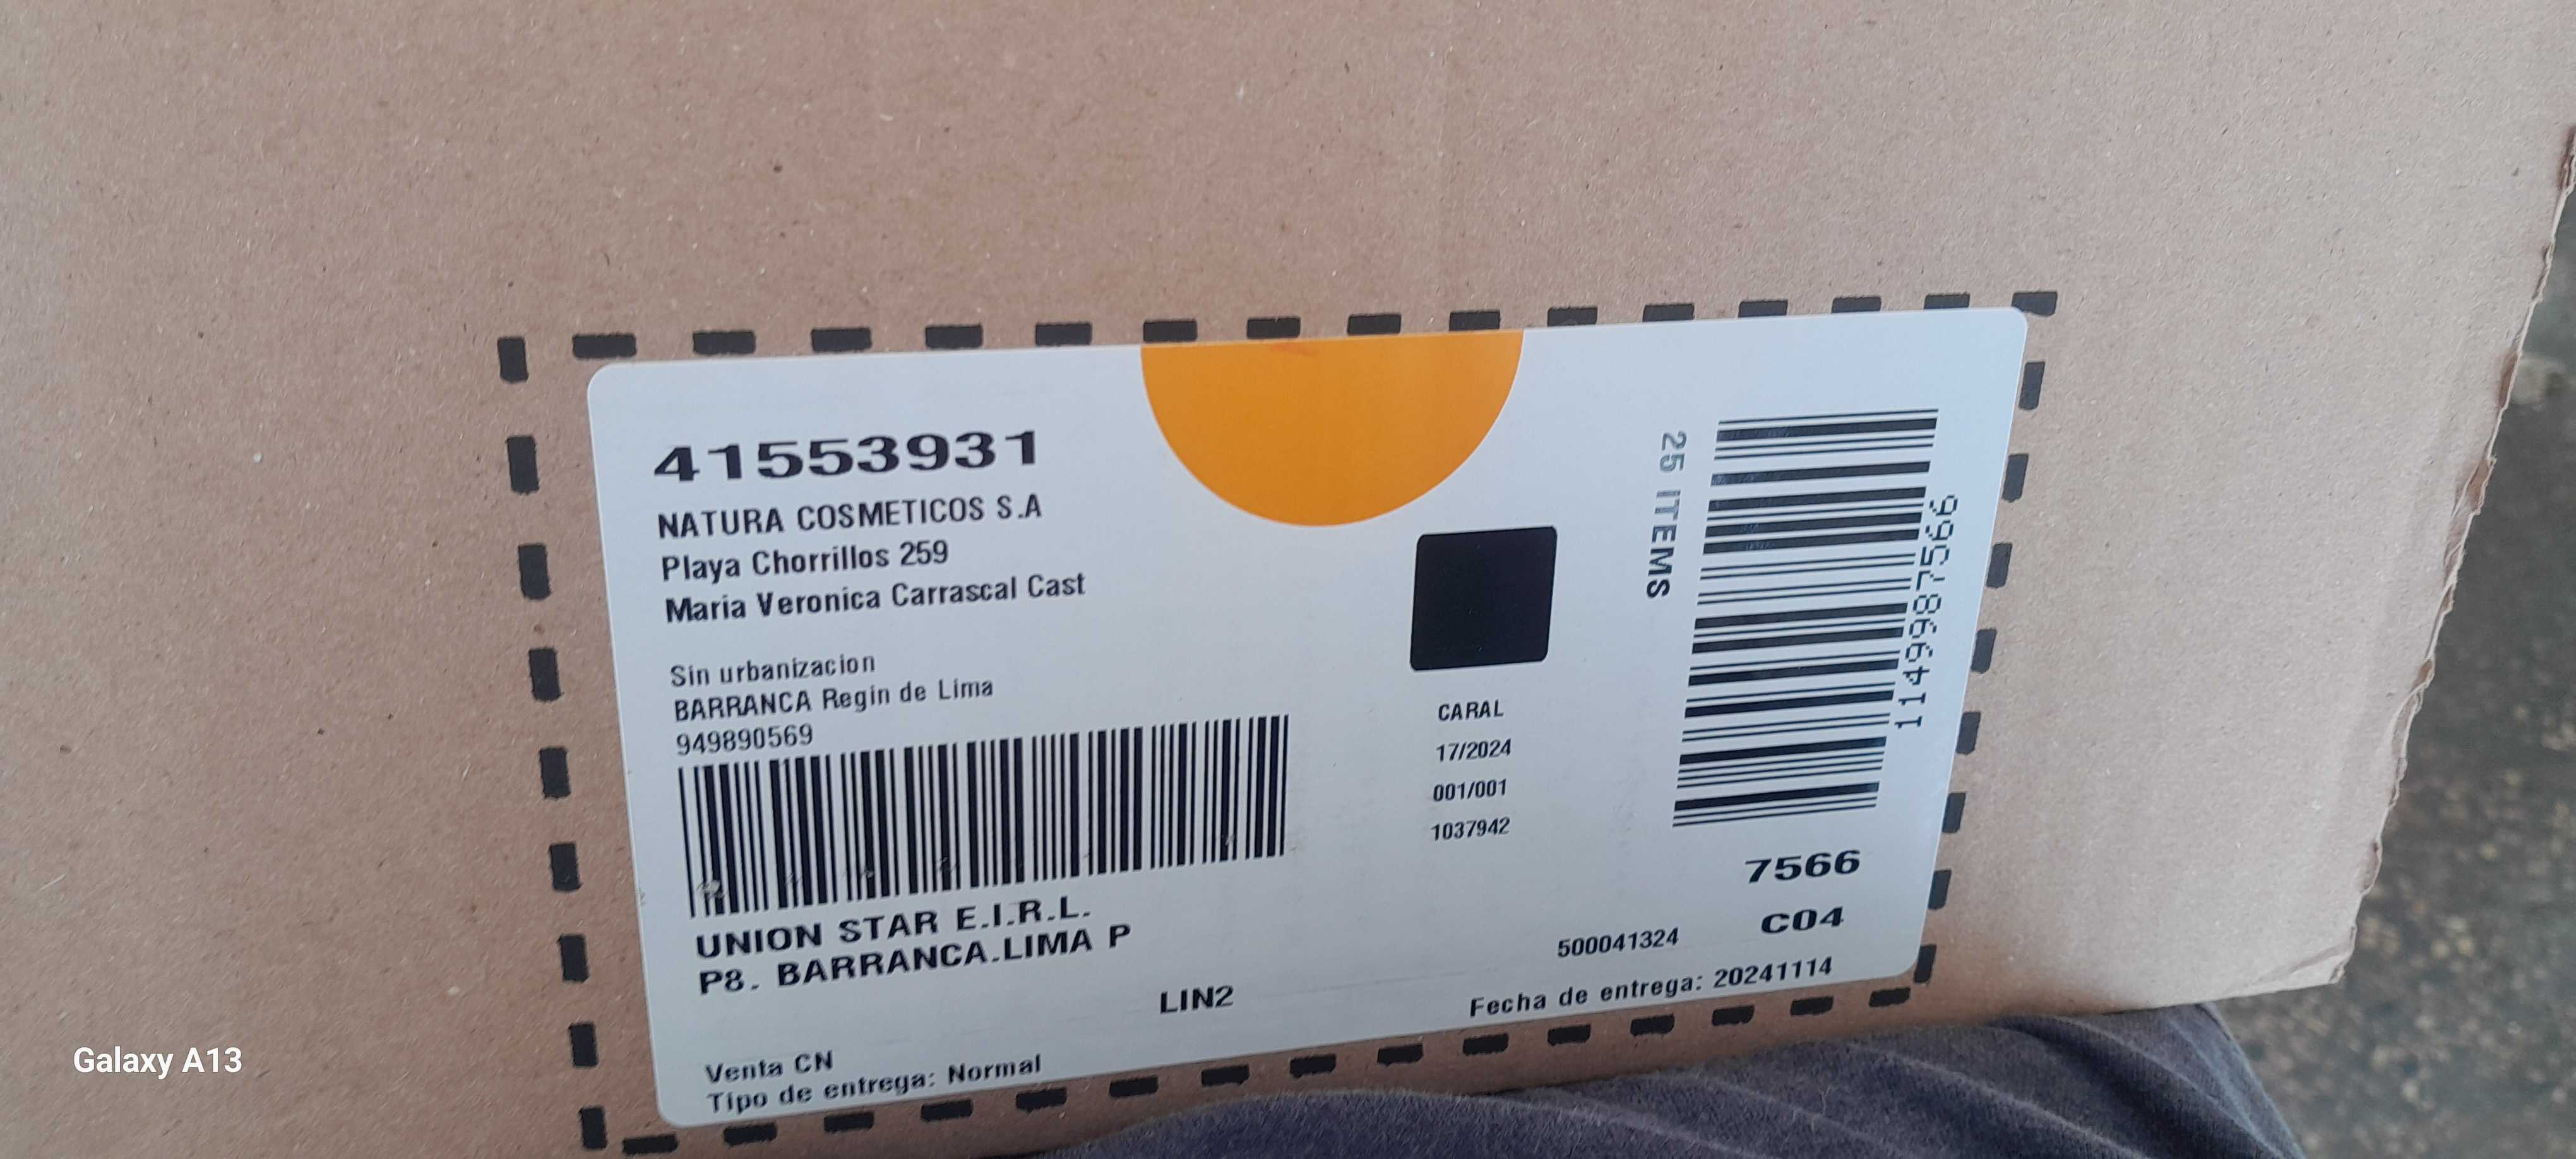 41553931
NATURA COSMETICOS S.A
Playa Chorrillos 259
Maria Veronica Carrascal Cast
Sin urbanizacion
BARRANCA Regin de Lima
949890569
UNION STAR E.I.R.L.
P8. BARRANCA.LIMA P
LIN2
Venta CN
Tipo de entrega: Normal
CARAL
17/2024
001/001
1037942
25 ITEMS
114969875966
7566
C04
500041324
Fecha de entrega: 20241114
Galaxy A13